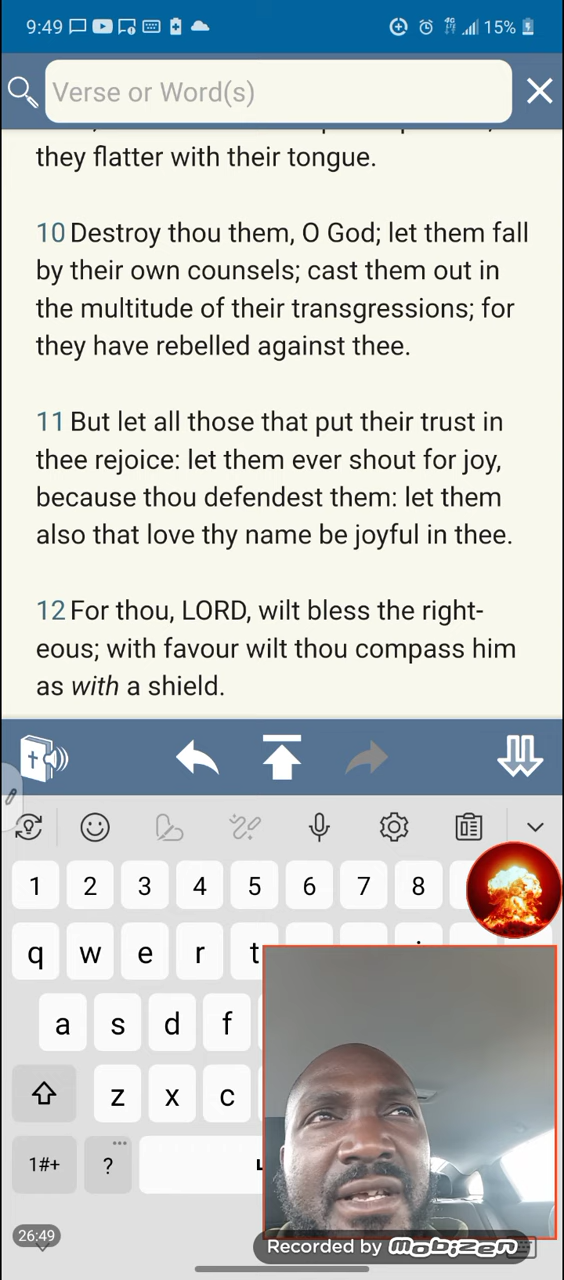 9:49 4G 15%
Verse or Word(s)
they flatter with their tongue.
10 Destroy thou them, O God; let them fall
by their own counsels; cast them out in
the multitude of their transgressions; for
they have rebelled against thee.
11 But let all those that put their trust in
thee rejoice: let them ever shout for joy,
because thou defendest them: let them
also that love thy name be joyful in thee.
12 For thou, LORD, wilt bless the right-
eous; with favour wilt thou compass him
as with a shield.
1 2 3 4 5 6 7 8
q w e r t
a s d f
z x c
1#+ ?
26:49
Recorded by mobizen